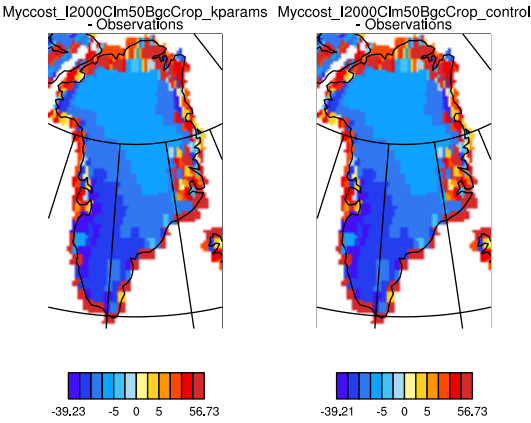 Myccost_I2000Clm50BgcCrop_kparams
- Observations
Myccost_I2000Clm50BgcCrop_control
- Observations
-39.23 -5 0 5 56.73
-39.21 -5 0 5 56.73